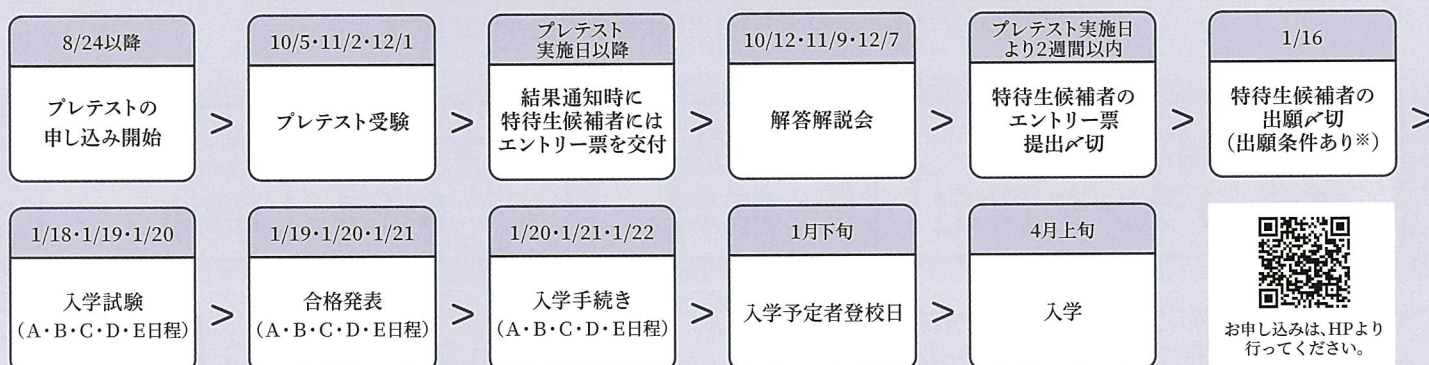 8/24以降
プレテストの
申し込み開始
>
10/5・11/2・12/1
プレテスト受験
>
プレテスト
実施日以降
結果通知時に
特待生候補者には
エントリー票を交付
>
10/12・11/9・12/7
解答解説会
>
プレテスト実施日
より2週間以内
特待生候補者の
エントリー票
提出〆切
>
1/16
特待生候補者の
出願〆切
(出願条件あり※)
>
1/18・1/19・1/20
入学試験
(A・B・C・D・E日程)
>
1/19・1/20・1/21
合格発表
(A・B・C・D・E日程)
>
1/20・1/21・1/22
入学手続き
(A・B・C・D・E日程)
>
1月下旬
入学予定者登校日
>
4月上旬
入学
お申し込みは、HPより
行ってください。